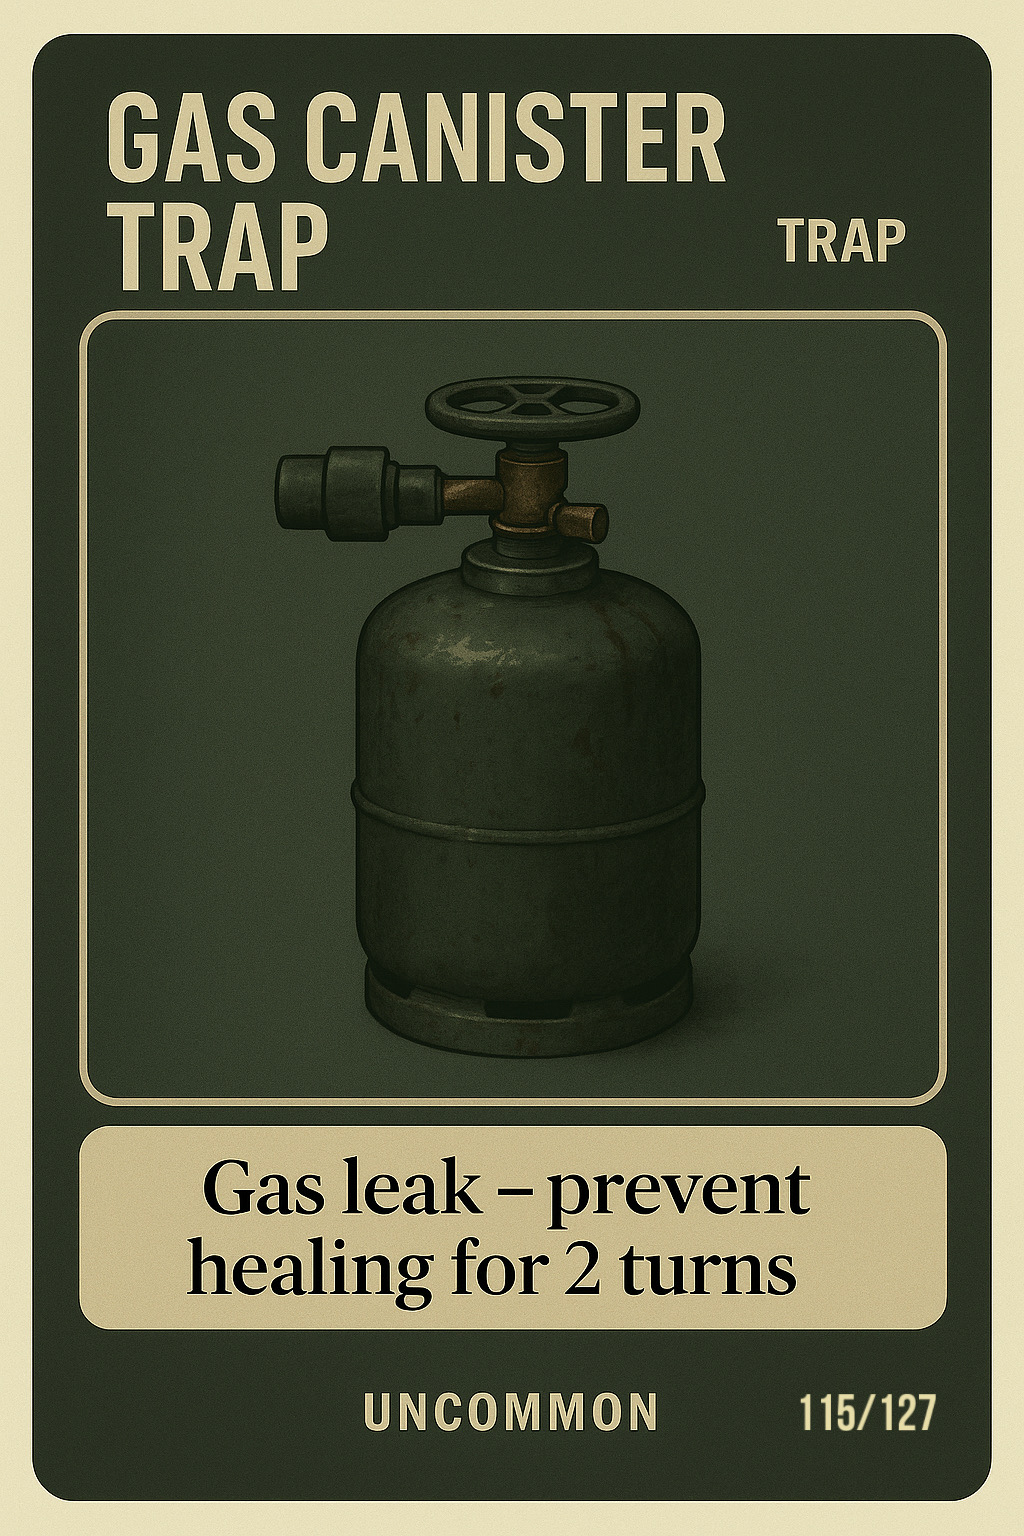 GAS CANISTER
TRAP
TRAP
Gas leak – prevent
healing for 2 turns
UNCOMMON
115/127